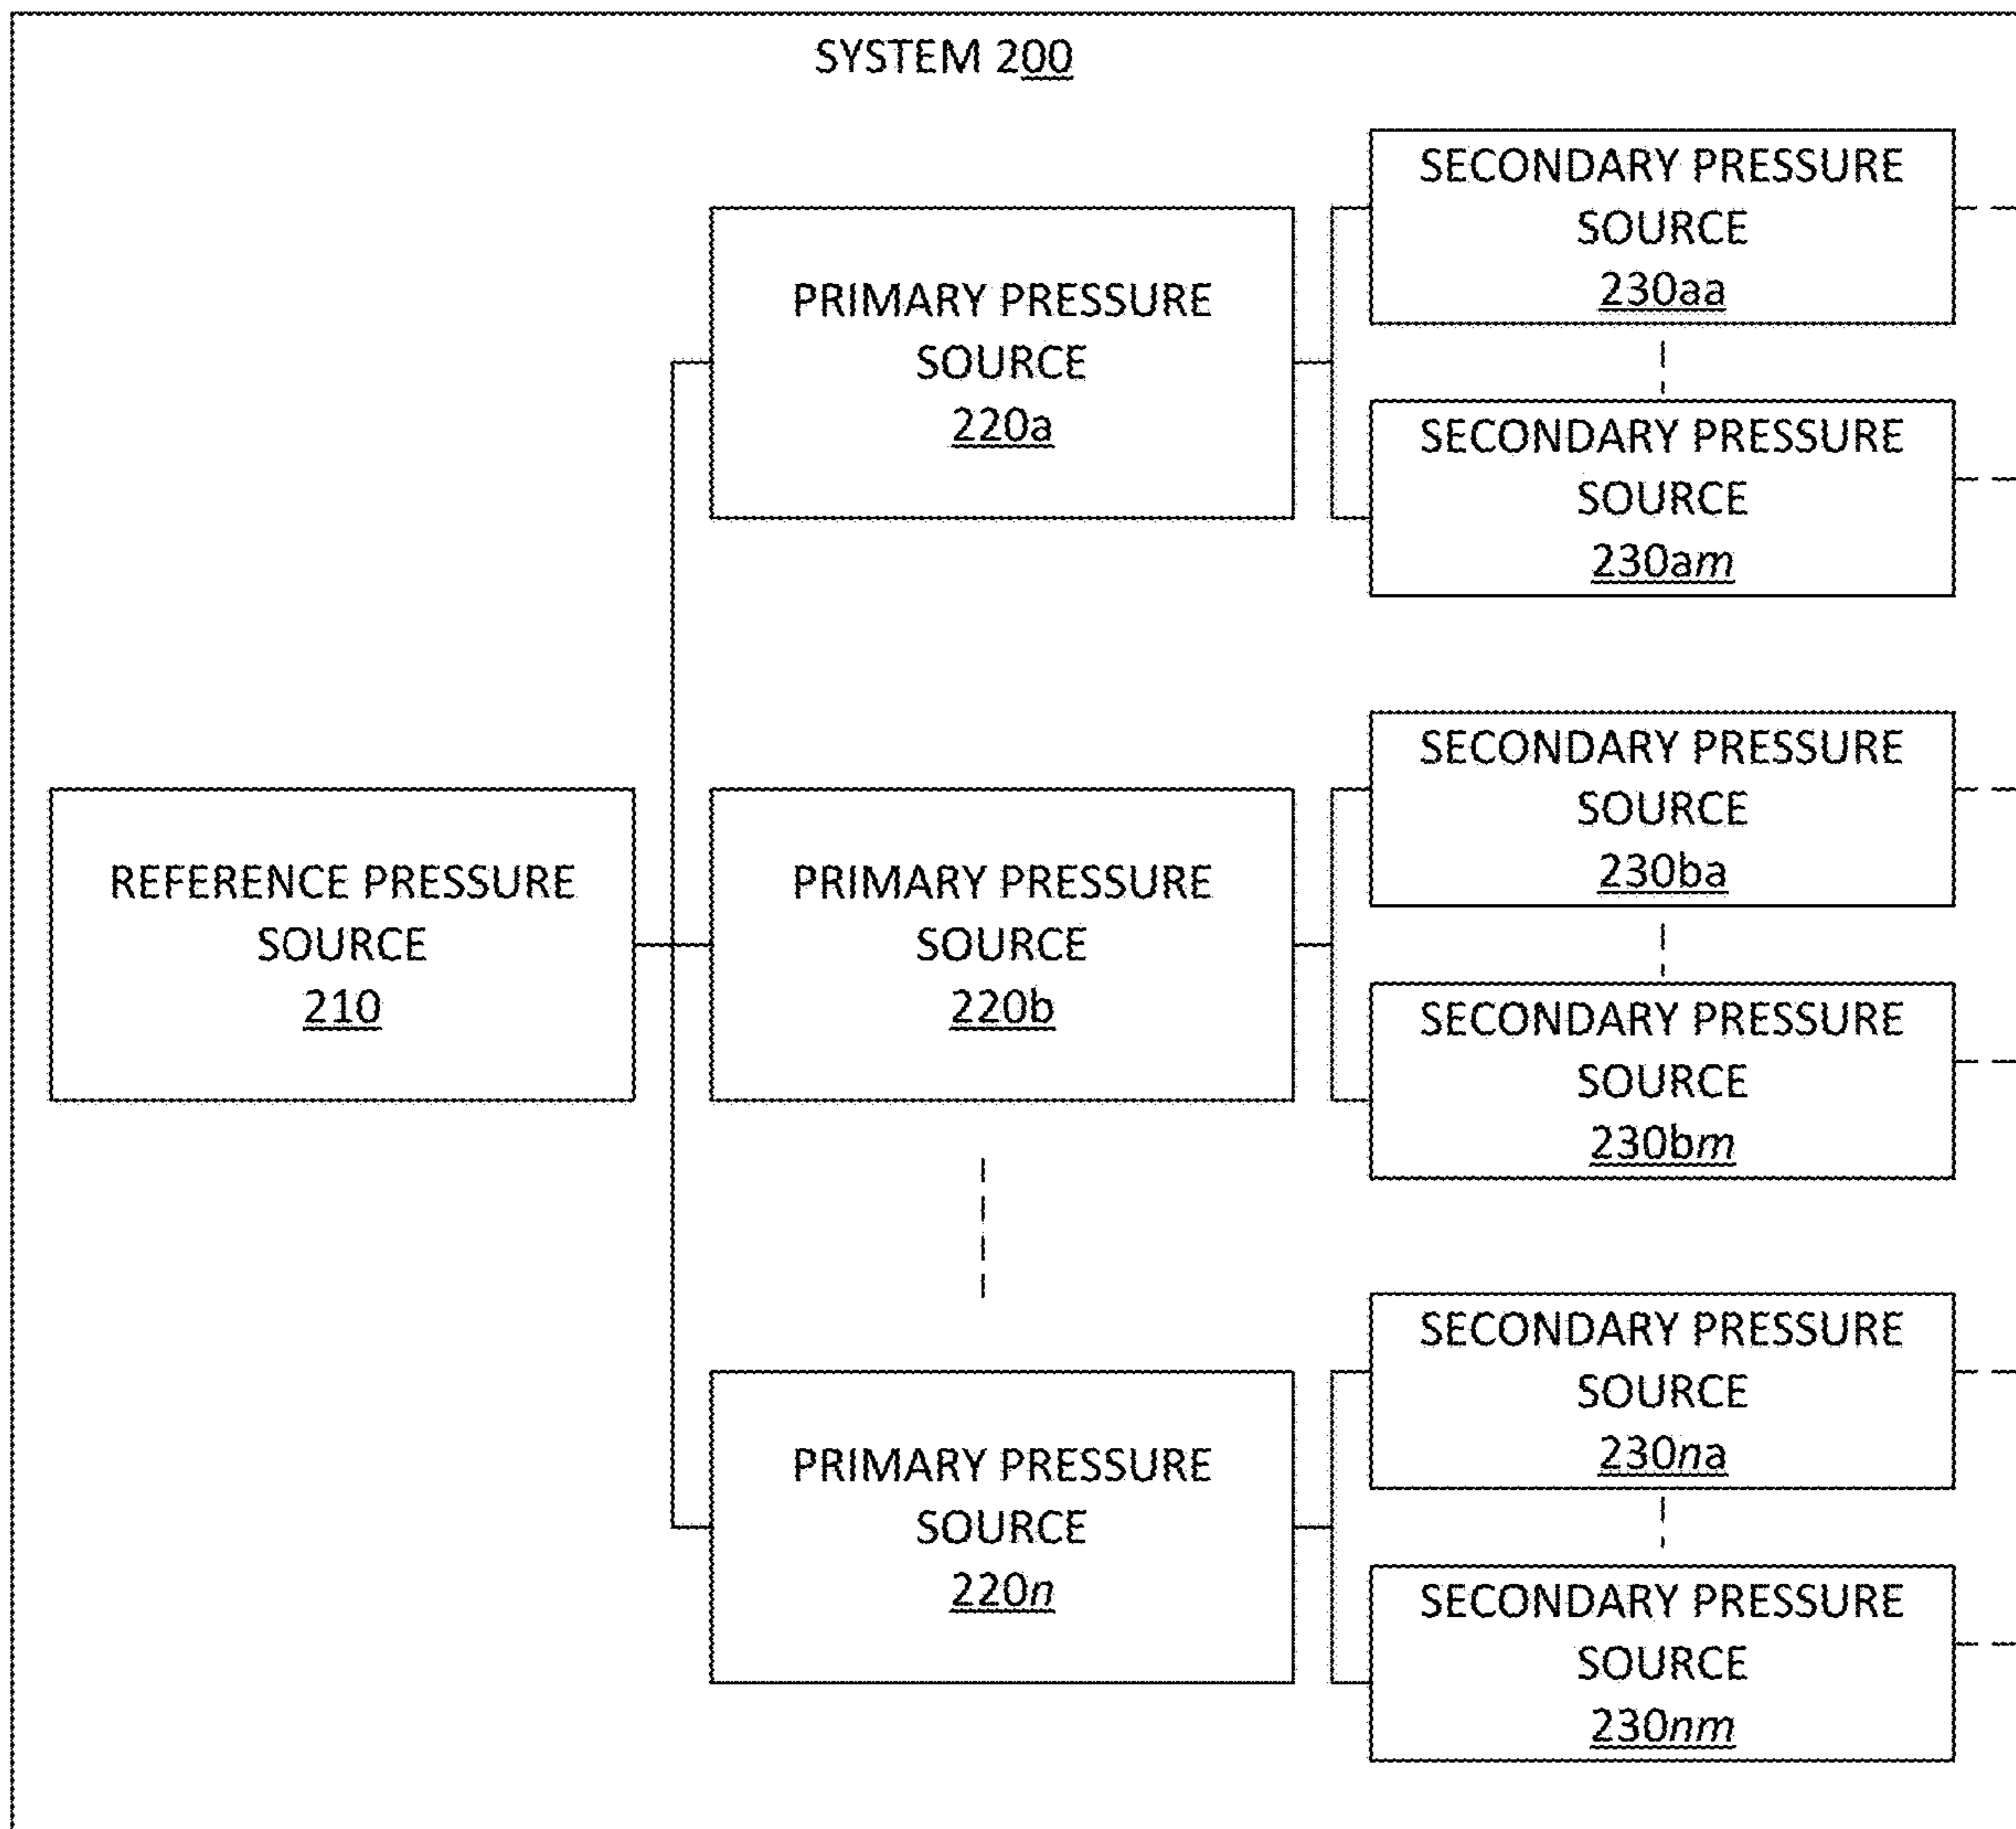 SYSTEM 200
SECONDARY PRESSURE
SOURCE
230aa
PRIMARY PRESSURE
SOURCE
220a
SECONDARY PRESSURE
SOURCE
230am
SECONDARY PRESSURE
SOURCE
230ba
REFERENCE PRESSURE
SOURCE
210
PRIMARY PRESSURE
SOURCE
220b
SECONDARY PRESSURE
SOURCE
230bm
SECONDARY PRESSURE
SOURCE
230na
PRIMARY PRESSURE
SOURCE
220n
SECONDARY PRESSURE
SOURCE
230nm